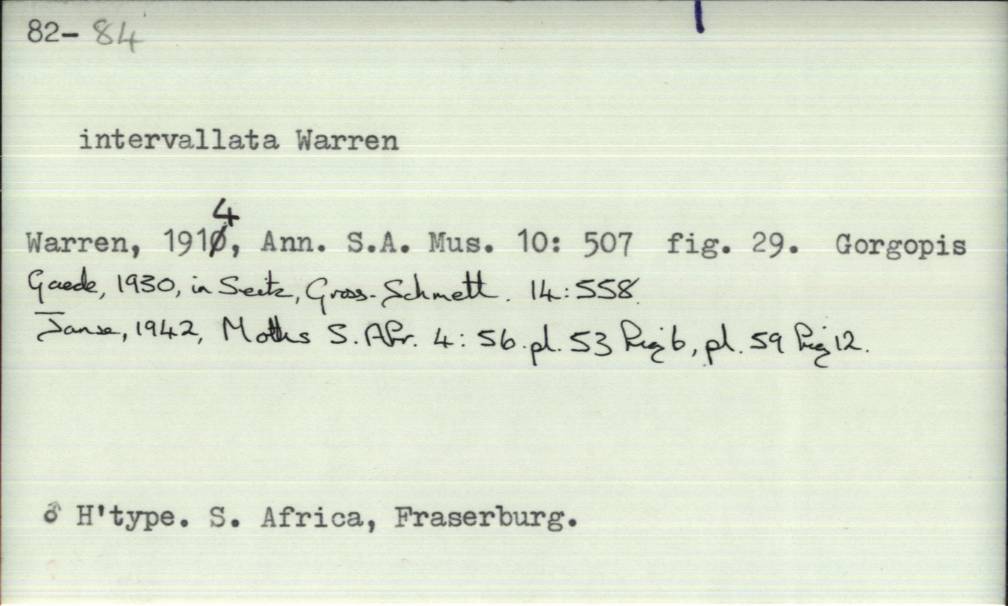 82-84
intervallata Warren
Warren, 1914, Ann. S.A. Mus. 10: 507 fig. 29. Gorgopis
Gaede, 1930, in Seitz, Gross-Schmett. 14:558.
Janse, 1942, Moths S. Afr. 4: 56. pl. 53 fig 6, pl. 59 fig 12.
♂ H'type. S. Africa, Fraserburg.